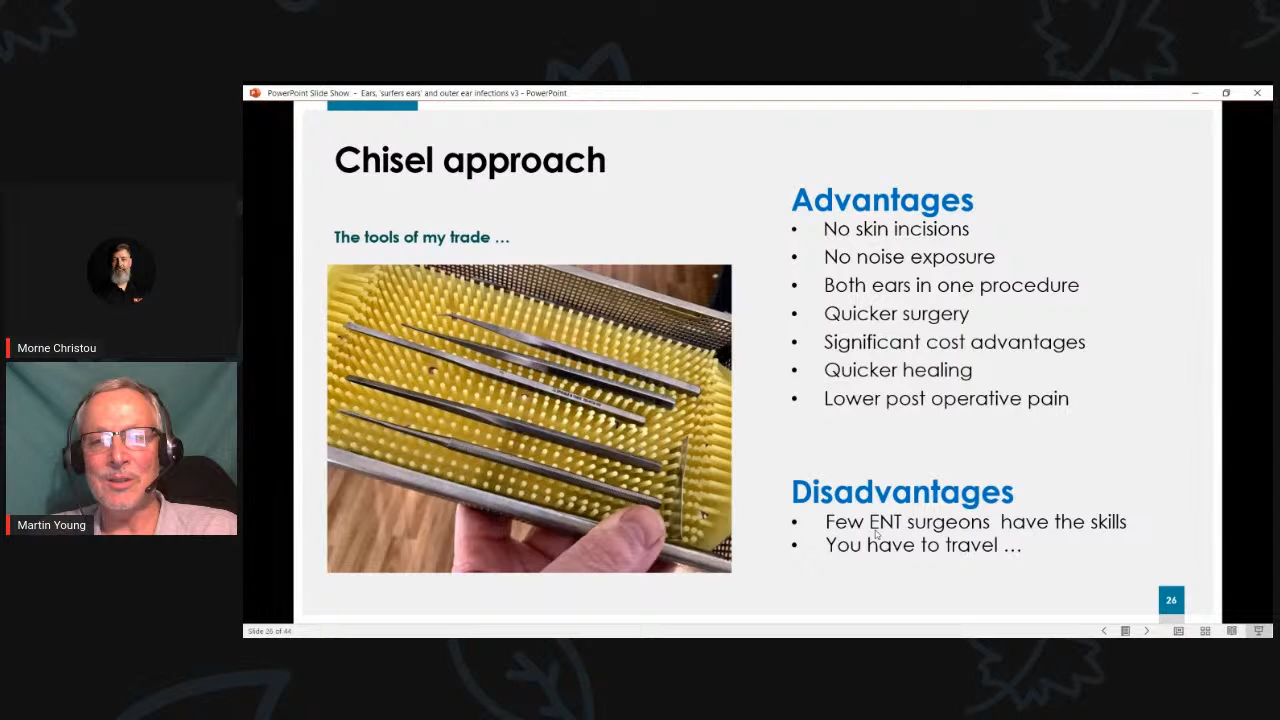 PowerPoint Slide Show - Ears, 'surfers ears' and outer ear infections v3 - PowerPoint
Chisel approach
The tools of my trade ...
Advantages
• No skin incisions
• No noise exposure
• Both ears in one procedure
• Quicker surgery
• Significant cost advantages
• Quicker healing
• Lower post operative pain
Disadvantages
• Few ENT surgeons have the skills
• You have to travel ...
26
Slide 26 of 44
Morne Christou
Martin Young